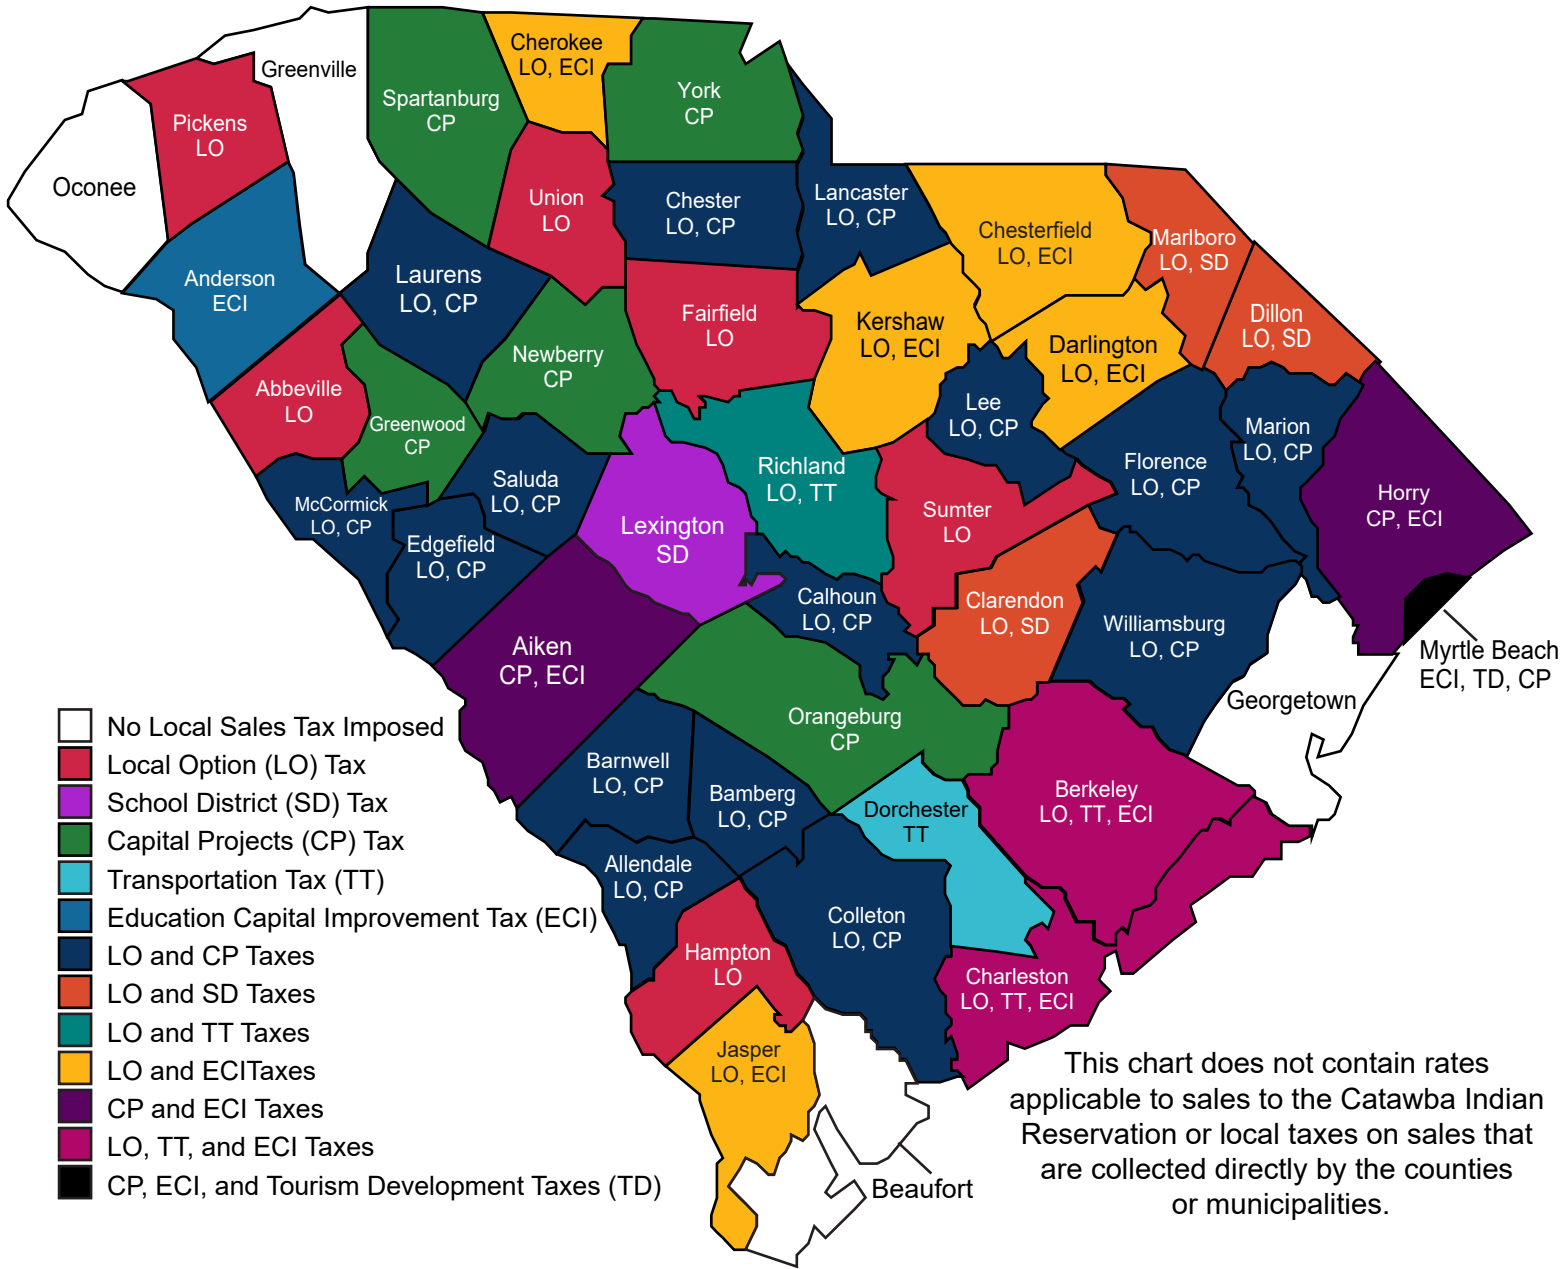 Greenville
Cherokee
LO, ECI
Spartanburg
CP
York
CP
Pickens
LO
Oconee
Union
LO
Chester
LO, CP
Lancaster
LO, CP
Chesterfield
LO, ECI
Marlboro
LO, SD
Anderson
ECI
Laurens
LO, CP
Fairfield
LO
Kershaw
LO, ECI
Dillon
LO, SD
Newberry
CP
Darlington
LO, ECI
Abbeville
LO
Greenwood
CP
Lee
LO, CP
Marion
LO, CP
Saluda
LO, CP
Richland
LO, TT
Florence
LO, CP
Horry
CP, ECI
McCormick
LO, CP
Edgefield
LO, CP
Lexington
SD
Sumter
LO
Calhoun
LO, CP
Clarendon
LO, SD
Williamsburg
LO, CP
Aiken
CP, ECI
Myrtle Beach
ECI, TD, CP
Georgetown
Orangeburg
CP
Barnwell
LO, CP
Bamberg
LO, CP
Dorchester
TT
Berkeley
LO, TT, ECI
Allendale
LO, CP
Colleton
LO, CP
Hampton
LO
Charleston
LO, TT, ECI
Jasper
LO, ECI
Beaufort
No Local Sales Tax Imposed
Local Option (LO) Tax
School District (SD) Tax
Capital Projects (CP) Tax
Transportation Tax (TT)
Education Capital Improvement Tax (ECI)
LO and CP Taxes
LO and SD Taxes
LO and TT Taxes
LO and ECITaxes
CP and ECI Taxes
LO, TT, and ECI Taxes
CP, ECI, and Tourism Development Taxes (TD)
This chart does not contain rates
applicable to sales to the Catawba Indian
Reservation or local taxes on sales that
are collected directly by the counties
or municipalities.